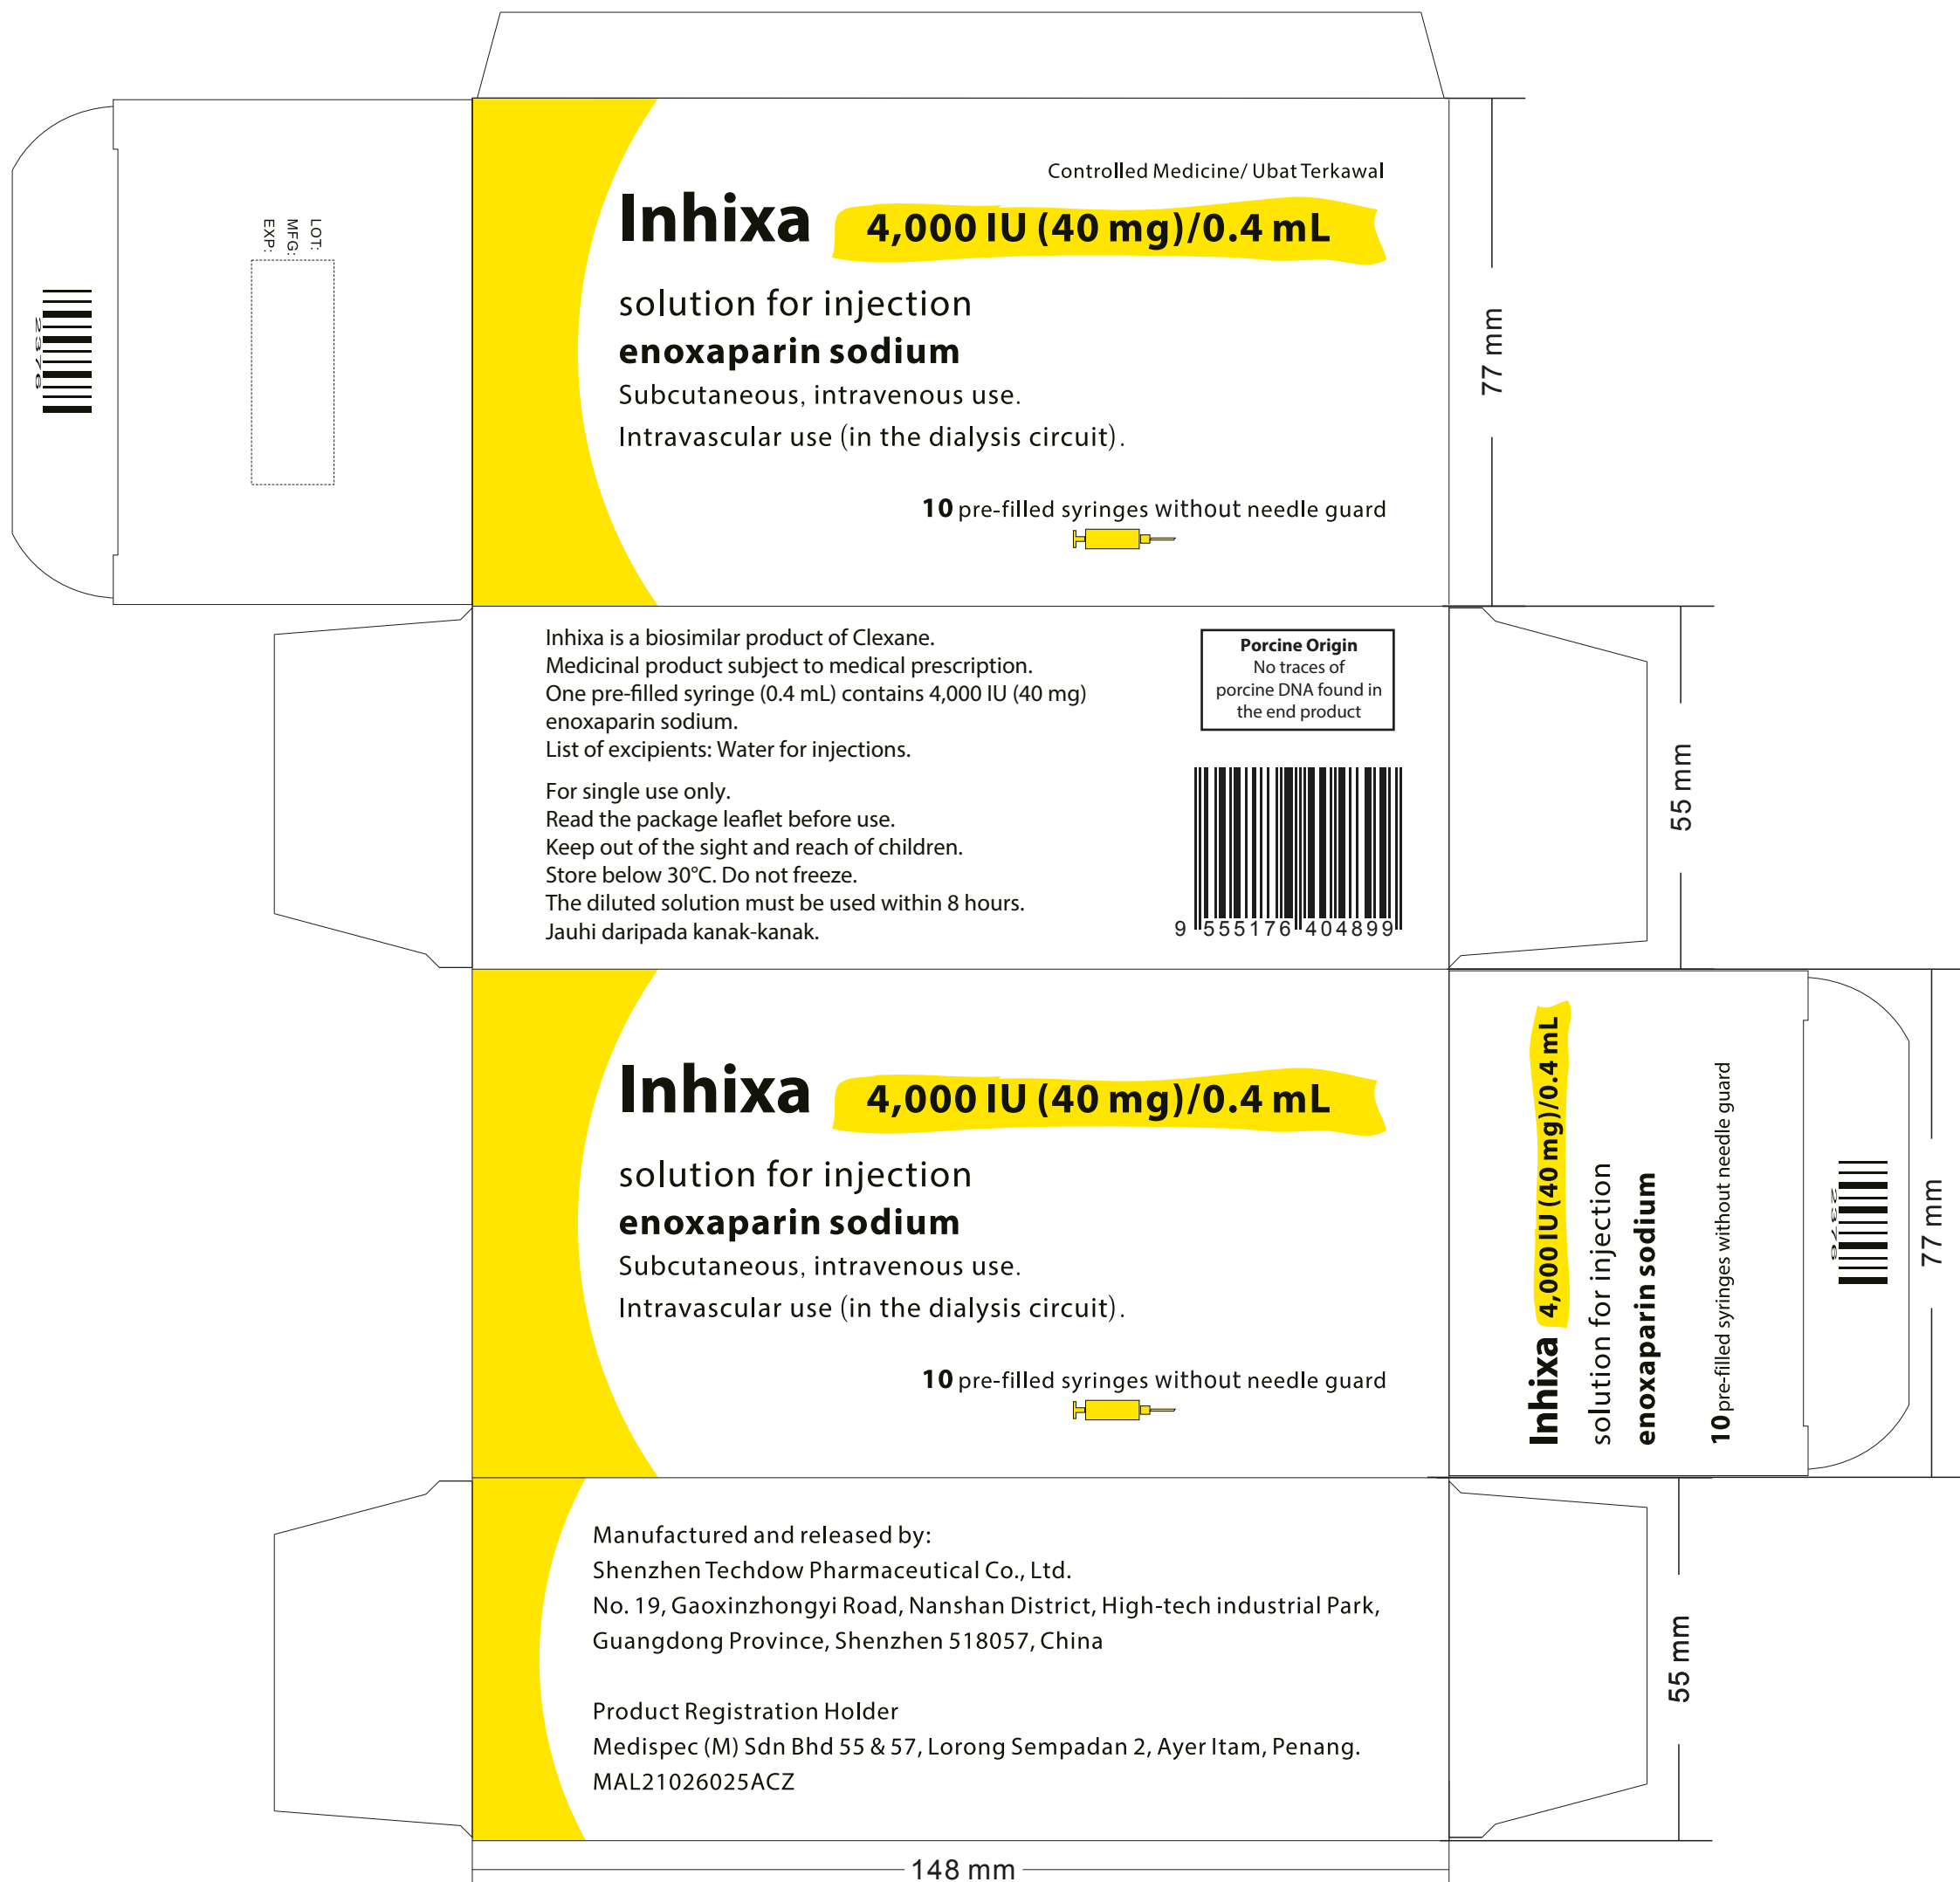 Controlled Medicine/ Ubat Terkawal
Inhixa 4,000 IU (40 mg)/0.4 mL
solution for injection
enoxaparin sodium
Subcutaneous, intravenous use.
Intravascular use (in the dialysis circuit).
10 pre-filled syringes without needle guard
LOT:
MFG:
EXP:
2376
77 mm
Inhixa is a biosimilar product of Clexane.
Medicinal product subject to medical prescription.
One pre-filled syringe (0.4 mL) contains 4,000 IU (40 mg)
enoxaparin sodium.
List of excipients: Water for injections.
For single use only.
Read the package leaflet before use.
Keep out of the sight and reach of children.
Store below 30°C. Do not freeze.
The diluted solution must be used within 8 hours.
Jauhi daripada kanak-kanak.
Porcine Origin
No traces of
porcine DNA found in
the end product
9 555176 404899
55 mm
Inhixa 4,000 IU (40 mg)/0.4 mL
solution for injection
enoxaparin sodium
Subcutaneous, intravenous use.
Intravascular use (in the dialysis circuit).
10 pre-filled syringes without needle guard
Inhixa 4,000 IU (40 mg)/0.4 mL
solution for injection
enoxaparin sodium
10 pre-filled syringes without needle guard
2376
77 mm
Manufactured and released by:
Shenzhen Techdow Pharmaceutical Co., Ltd.
No. 19, Gaoxinzhongyi Road, Nanshan District, High-tech industrial Park,
Guangdong Province, Shenzhen 518057, China
Product Registration Holder
Medispec (M) Sdn Bhd 55 & 57, Lorong Sempadan 2, Ayer Itam, Penang.
MAL21026025ACZ
55 mm
148 mm